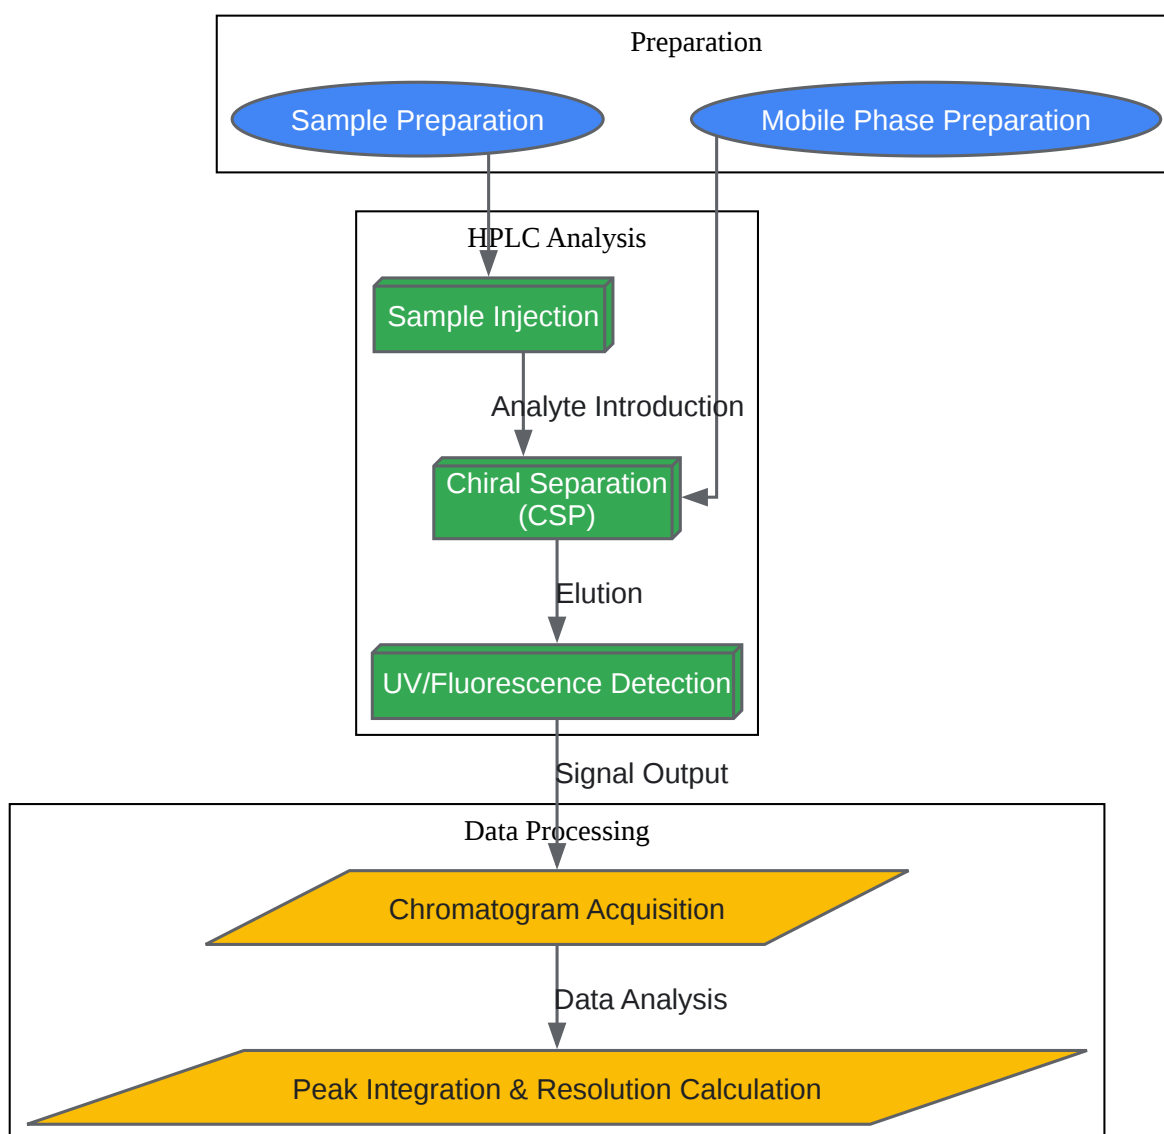 Preparation
Sample Preparation
Mobile Phase Preparation
HPLC Analysis
Sample Injection
Analyte Introduction
Chiral Separation
(CSP)
Elution
UV/Fluorescence Detection
Signal Output
Data Processing
Chromatogram Acquisition
Data Analysis
Peak Integration & Resolution Calculation